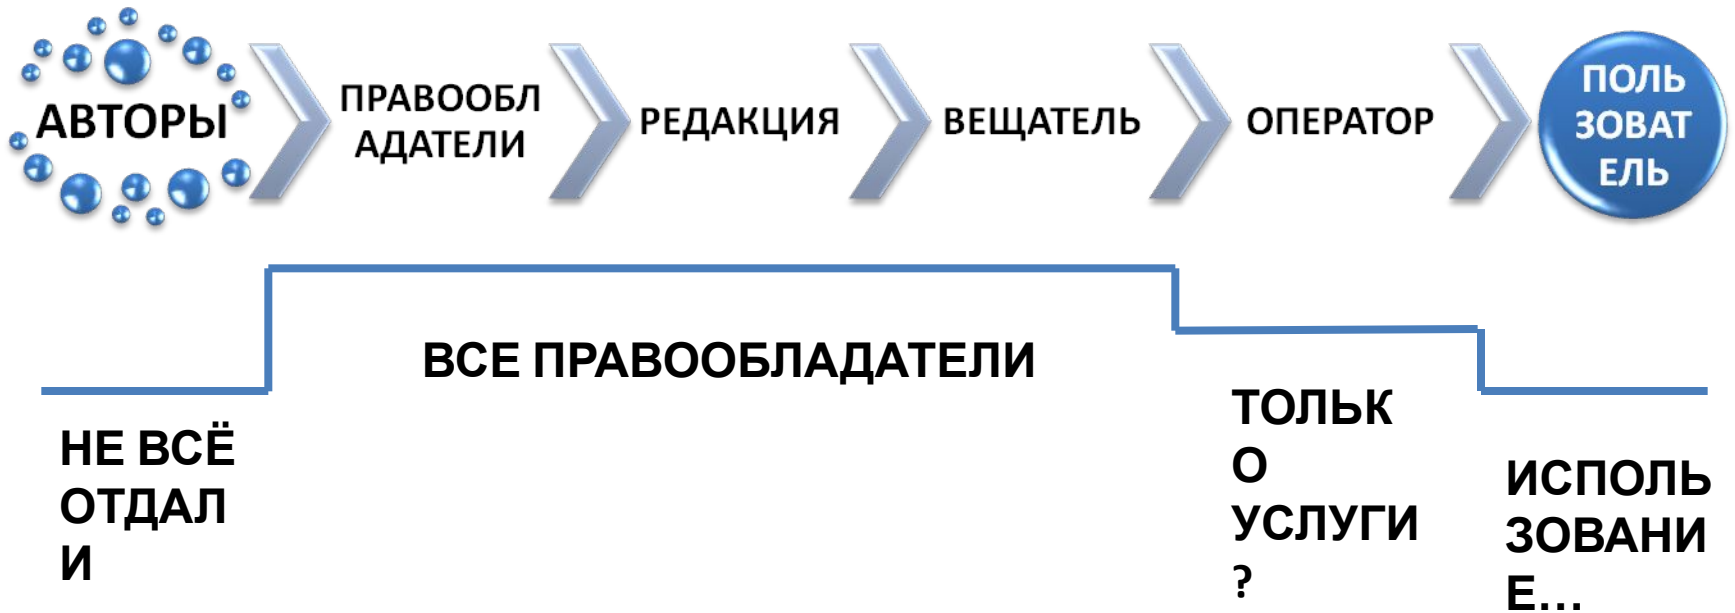 АВТОРЫ
ПРАВООБЛ
АДАТЕЛИ
РЕДАКЦИЯ
ВЕЩАТЕЛЬ
ОПЕРАТОР
ПОЛЬ
ЗОВАТ
ЕЛЬ
НЕ ВСЁ
ОТДАЛ
И
ВСЕ ПРАВООБЛАДАТЕЛИ
ТОЛЬК
О
УСЛУГИ
?
ИСПОЛЬ
ЗОВАНИ
Е...